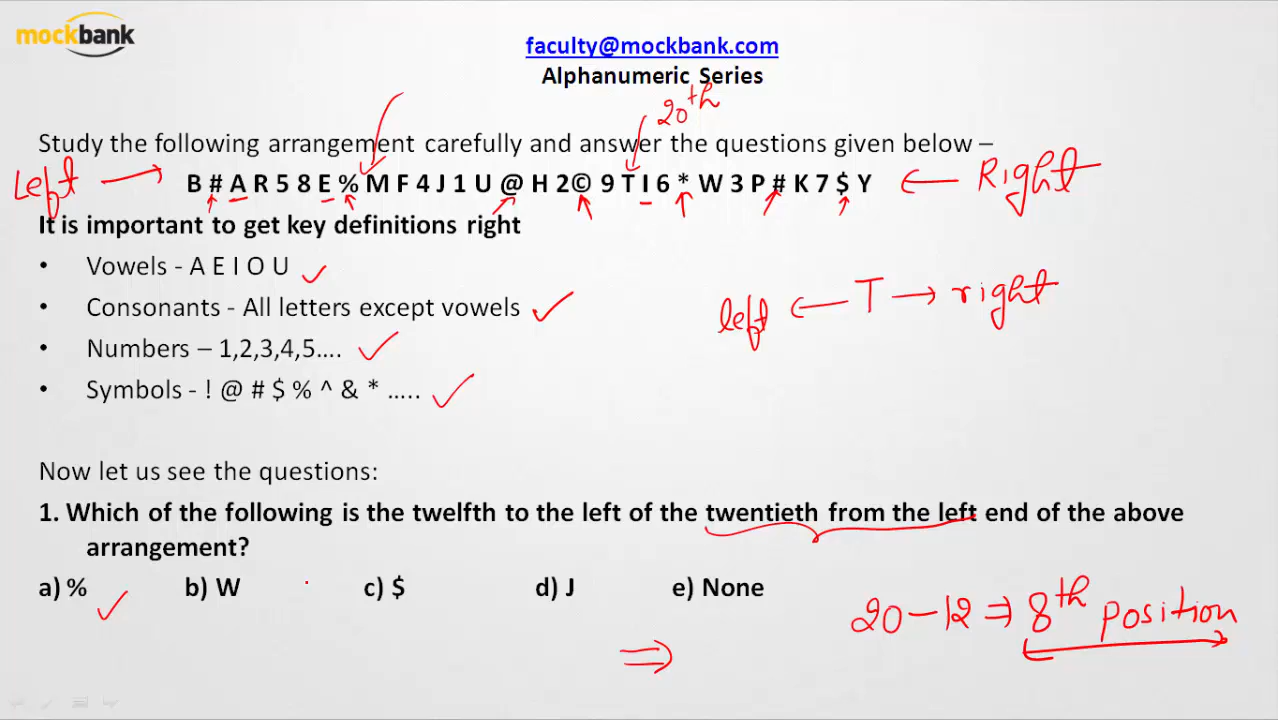 mockbank
faculty@mockbank.com
Alphanumeric Series
20th
Study the following arrangement carefully and answer the questions given below –
Left → B # A R 5 8 E % M F 4 J 1 U @ H 2 © 9 T I 6 * W 3 P # K 7 $ Y ← Right
It is important to get key definitions right
• Vowels - A E I O U
• Consonants - All letters except vowels
left ← T → right
• Numbers – 1,2,3,4,5....
• Symbols - ! @ # $ % ^ & * .....
Now let us see the questions:
1. Which of the following is the twelfth to the left of the twentieth from the left end of the above
arrangement?
a) % b) W c) $ d) J e) None
20 – 12 ⇒ 8th position
⇒